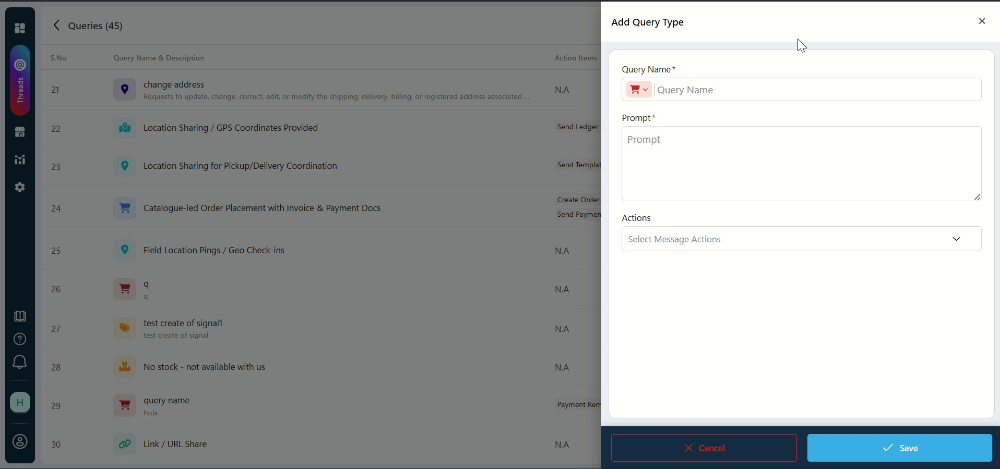 Threads
H
Queries (45)
S.No Query Name & Description Action Items
21 change address N.A
Requests to update, change, correct, edit, or modify the shipping, delivery, billing, or registered address associated ...
22 Location Sharing / GPS Coordinates Provided Send Ledger
23 Location Sharing for Pickup/Delivery Coordination Send Templat
24 Catalogue-led Order Placement with Invoice & Payment Docs Create Order
Send Paymen
25 Field Location Pings / Geo Check-ins N.A
26 q N.A
q
27 test create of signal1 N.A
test create of signal
28 No stock - not available with us N.A
29 query name Payment Rem
hola
30 Link / URL Share N.A
Add Query Type
Query Name*
Query Name
Prompt*
Prompt
Actions
Select Message Actions
Cancel Save